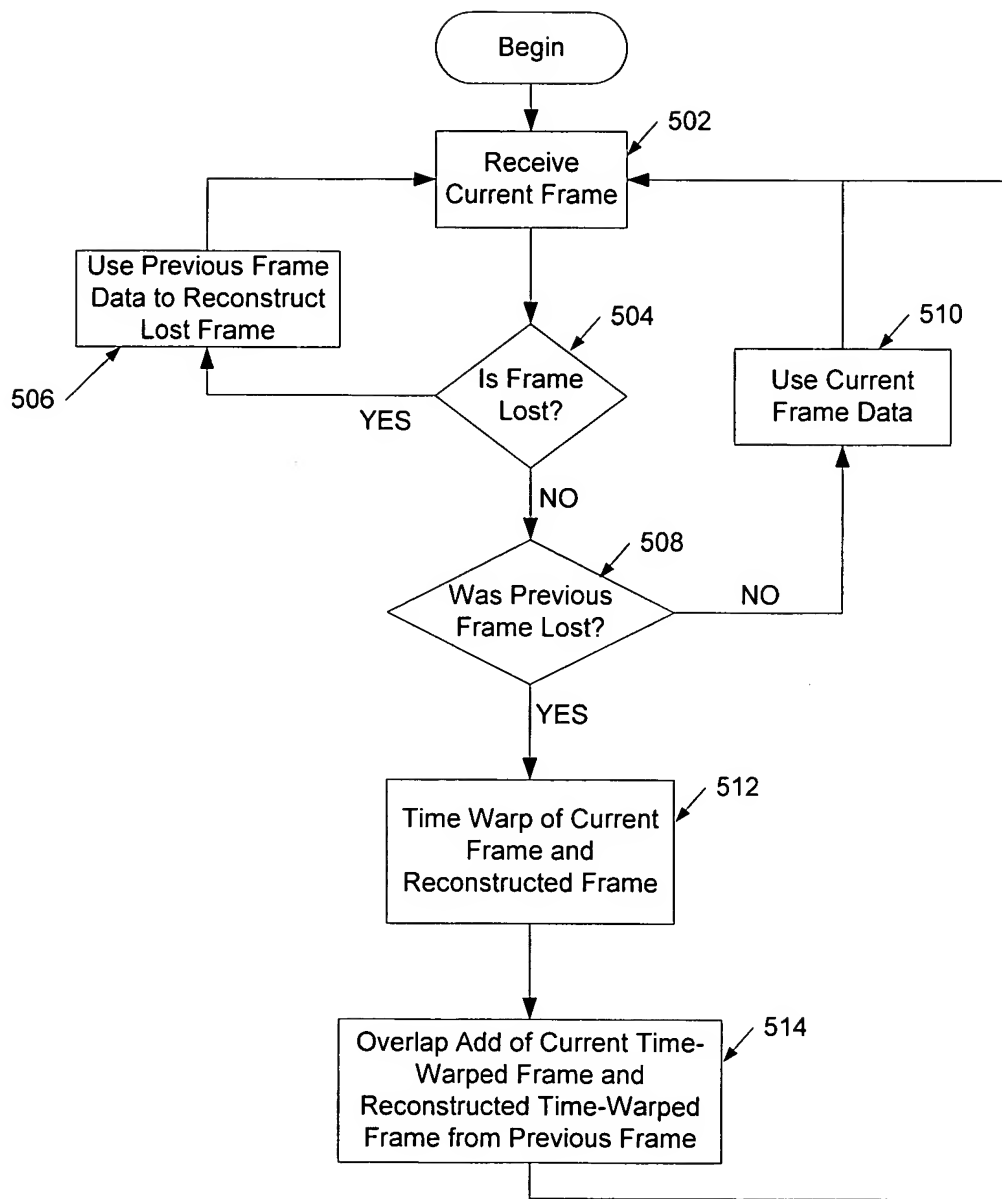 Begin
502
Receive
Current Frame
Use Previous Frame
Data to Reconstruct
Lost Frame
506
504
Is Frame
Lost?
YES
NO
510
Use Current
Frame Data
508
Was Previous
Frame Lost?
NO
YES
512
Time Warp of Current
Frame and
Reconstructed Frame
514
Overlap Add of Current Time-
Warped Frame and
Reconstructed Time-Warped
Frame from Previous Frame